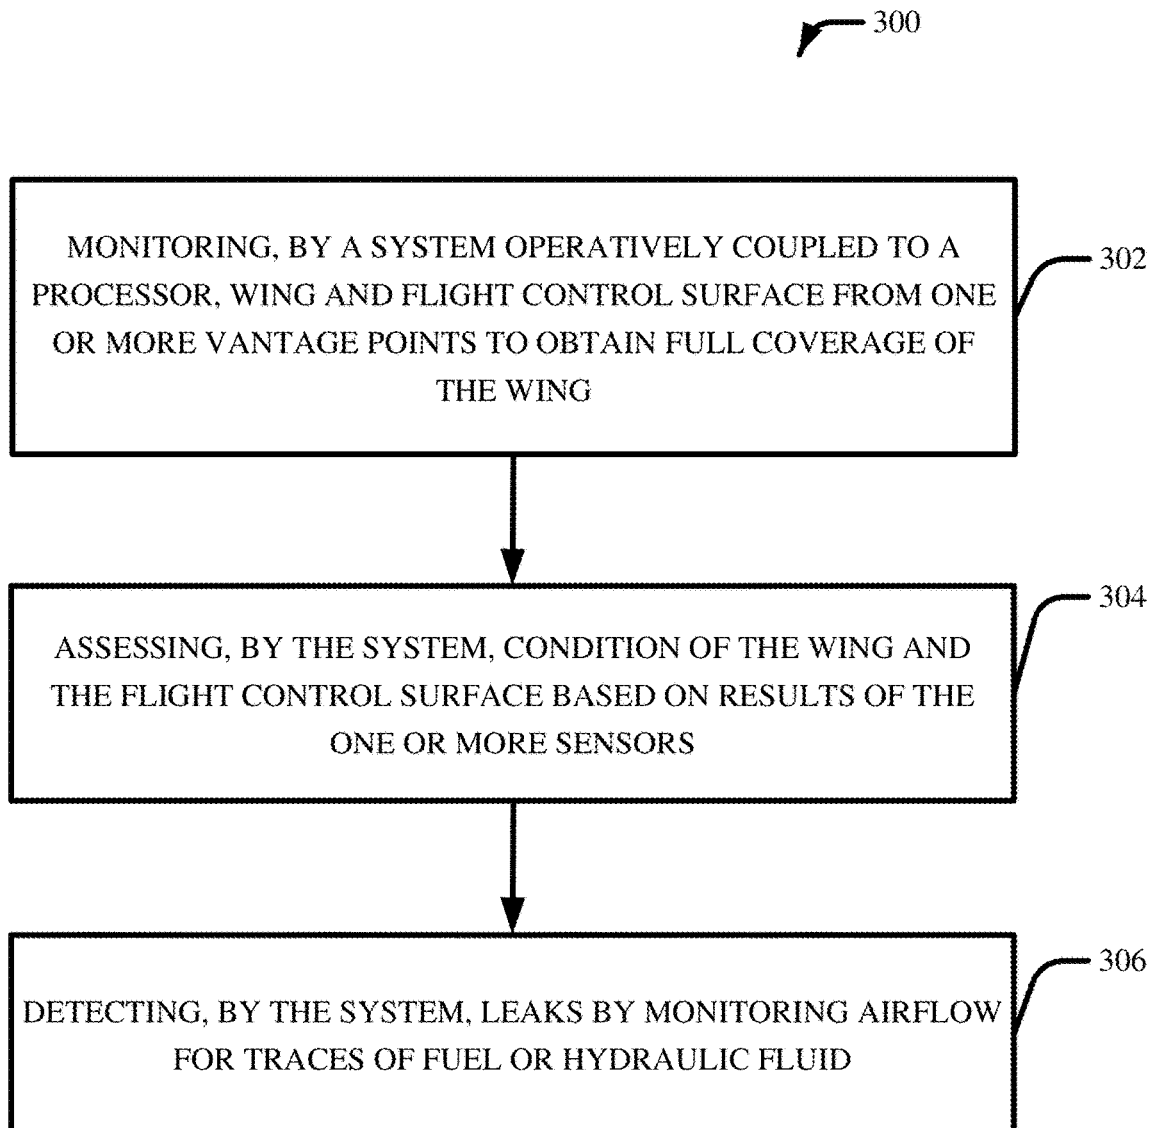 300
MONITORING, BY A SYSTEM OPERATIVELY COUPLED TO A
PROCESSOR, WING AND FLIGHT CONTROL SURFACE FROM ONE
OR MORE VANTAGE POINTS TO OBTAIN FULL COVERAGE OF
THE WING
302
ASSESSING, BY THE SYSTEM, CONDITION OF THE WING AND
THE FLIGHT CONTROL SURFACE BASED ON RESULTS OF THE
ONE OR MORE SENSORS
304
DETECTING, BY THE SYSTEM, LEAKS BY MONITORING AIRFLOW
FOR TRACES OF FUEL OR HYDRAULIC FLUID
306